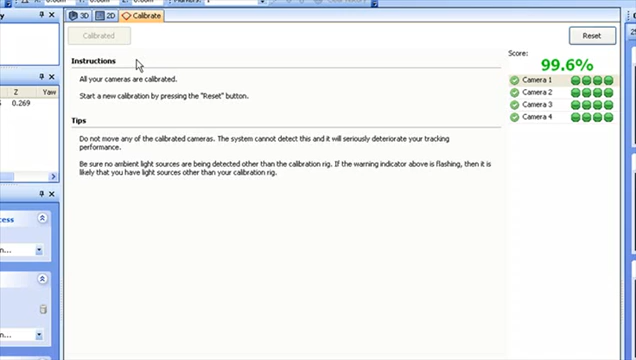 3D 2D Calibrate
Calibrated
Reset
Instructions
All your cameras are calibrated.
Start a new calibration by pressing the "Reset" button.
Tips
Do not move any of the calibrated cameras. The system cannot detect this and it will seriously deteriorate your tracking
performance.
Be sure no ambient light sources are being detected other than the calibration rig. If the warning indicator above is flashing, then it is
likely that you have light sources other than your calibration rig.
Score:
99.6%
Camera 1
Camera 2
Camera 3
Camera 4
Z Yaw
0.269